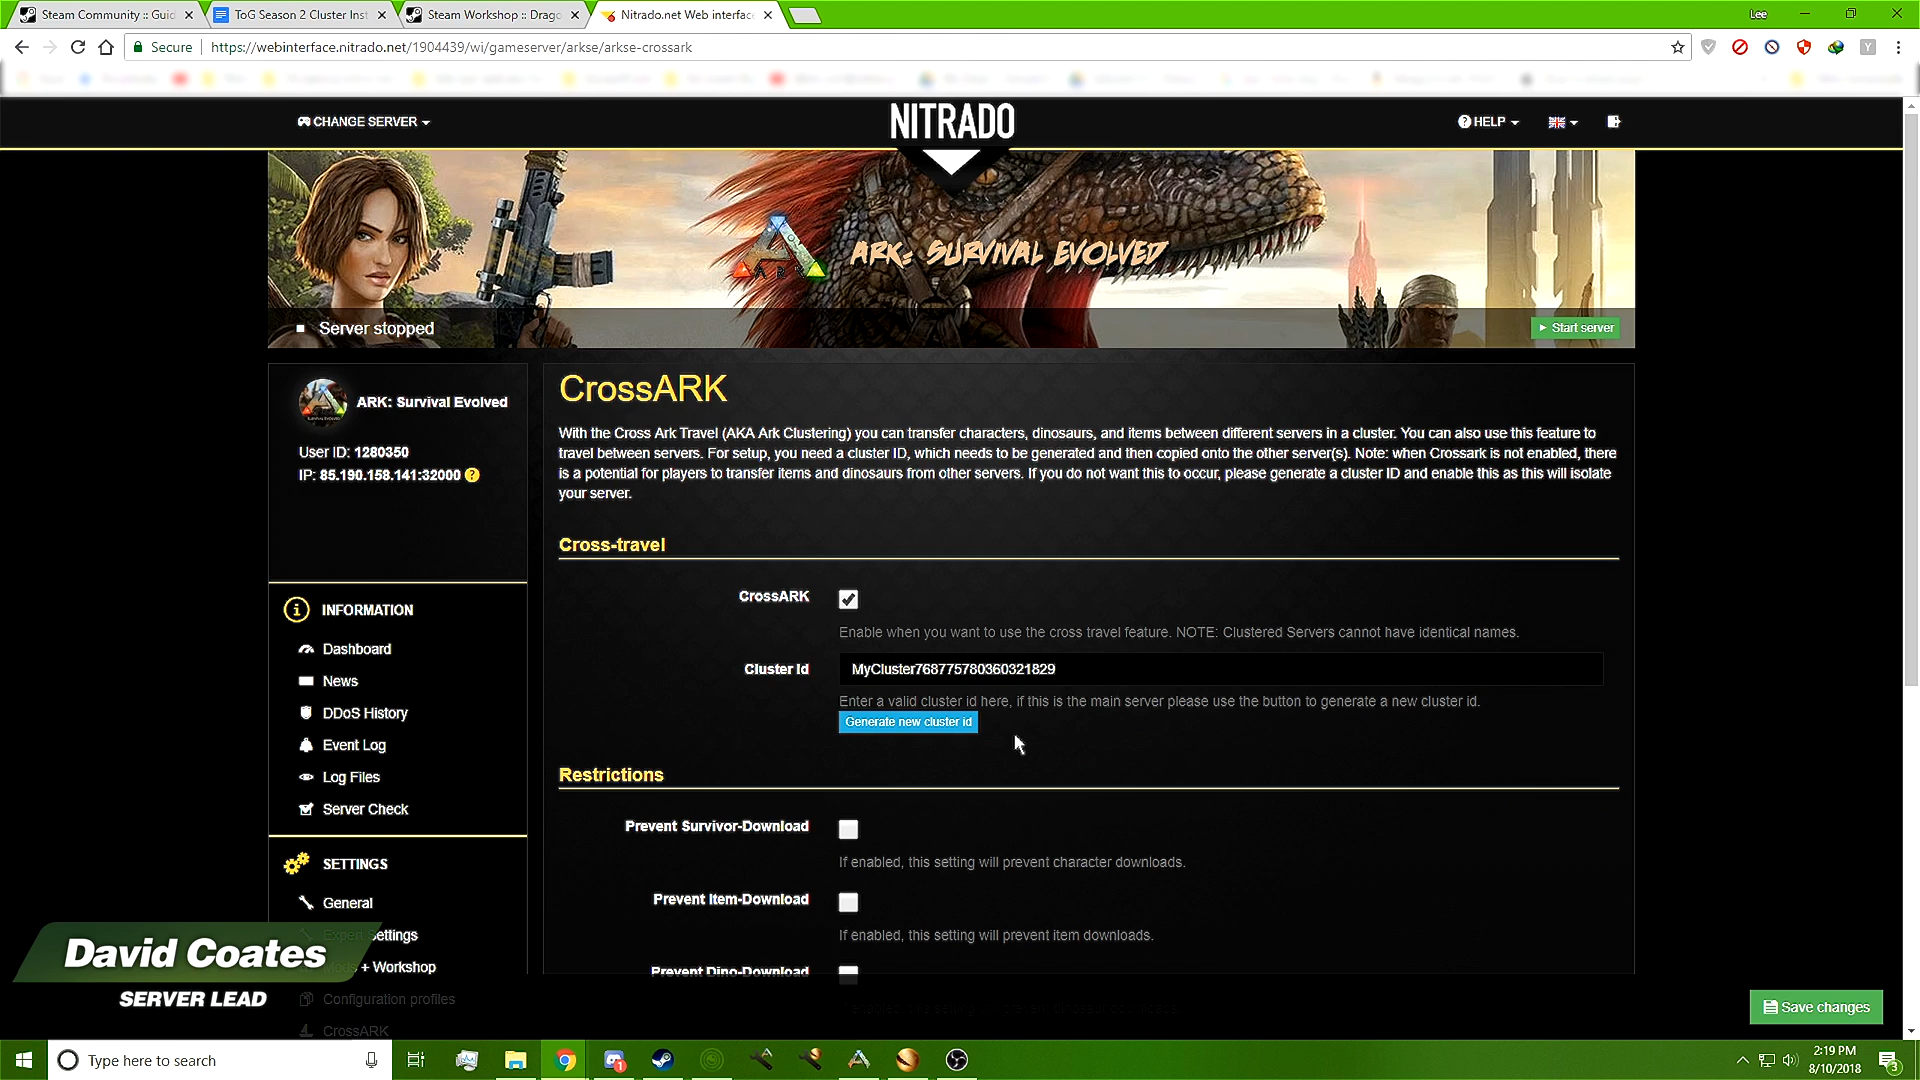 Steam Community :: Guid
ToG Season 2 Cluster Inst
Steam Workshop :: Drago
Nitrado.net Web interfac
Lee
Secure
https://webinterface.nitrado.net/1904439/wi/gameserver/arkse/arkse-crossark
CHANGE SERVER
NITRADO
HELP
ARK: SURVIVAL EVOLVED
Server stopped
Start server
ARK: Survival Evolved
User ID: 1280350
IP: 85.190.158.141:32000
INFORMATION
Dashboard
News
DDoS History
Event Log
Log Files
Server Check
SETTINGS
General
Expert Settings
Mods + Workshop
Configuration profiles
CrossARK
CrossARK
With the Cross Ark Travel (AKA Ark Clustering) you can transfer characters, dinosaurs, and items between different servers in a cluster. You can also use this feature to
travel between servers. For setup, you need a cluster ID, which needs to be generated and then copied onto the other server(s). Note: when Crossark is not enabled, there
is a potential for players to transfer items and dinosaurs from other servers. If you do not want this to occur, please generate a cluster ID and enable this as this will isolate
your server.
Cross-travel
CrossARK
Enable when you want to use the cross travel feature. NOTE: Clustered Servers cannot have identical names.
Cluster Id
MyCluster768775780360321829
Enter a valid cluster id here, if this is the main server please use the button to generate a new cluster id.
Generate new cluster id
Restrictions
Prevent Survivor-Download
If enabled, this setting will prevent character downloads.
Prevent Item-Download
If enabled, this setting will prevent item downloads.
Prevent Dino-Download
Save changes
David Coates
SERVER LEAD
Type here to search
2:19 PM
8/10/2018